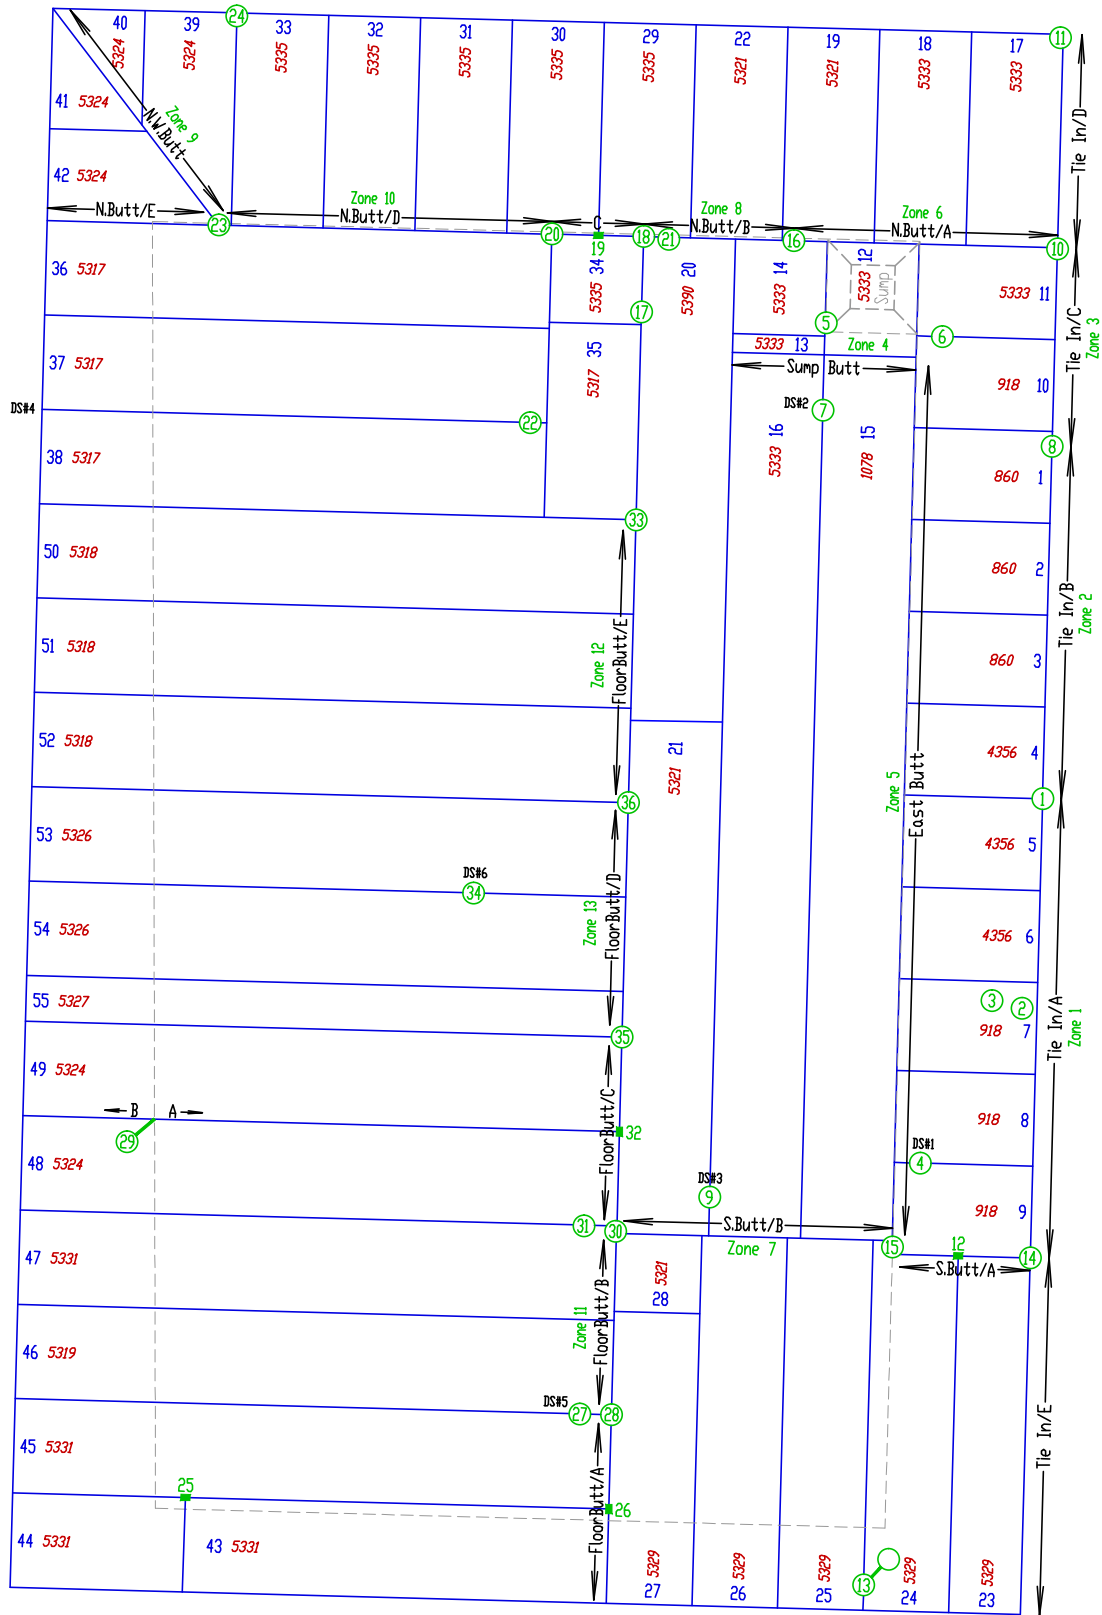 40 5324
39 5324
24
33 5335
32 5335
31 5335
30 5335
29 5335
22 5321
19 5321
18 5333
17 5333
11
41 5324
N.W.Butt
Zone 9
Tie In/D
42 5324
N.Butt/E
23
Zone 10
N.Butt/D
C
Zone 8
N.Butt/B
Zone 6
N.Butt/A
20
19
18
21
16
10
36 5317
34 5335
20 5390
14 5333
12 5333
Sump
5333 11
17
5
6
Zone 4
Tie In/C
Zone 3
37 5317
35 5317
5333 13
Sump Butt
918 10
DS#4
22
DS#2
7
16 5333
15 1078
8
38 5317
860 1
33
50 5318
860 2
Tie In/B
Zone 2
FloorButt/E
Zone 12
51 5318
860 3
52 5318
21 5321
4356 4
Zone 5
East Butt
36
1
53 5326
4356 5
DS#6
34
FloorButt/D
Zone 13
54 5326
4356 6
55 5327
3
2
918 7
Tie In/A
Zone 1
35
49 5324
B A
29
FloorButt/C
32
918 8
48 5324
DS#1
4
DS#3
9
918 9
31
30
S.Butt/B
Zone 7
15
12
14
S.Butt/A
47 5331
5321 28
FloorButt/B
Zone 11
46 5319
DS#5
27
28
Tie In/E
45 5331
25
FloorButt/A
26
44 5331
43 5331
13
5329 27
5329 26
5329 25
5329 24
5329 23